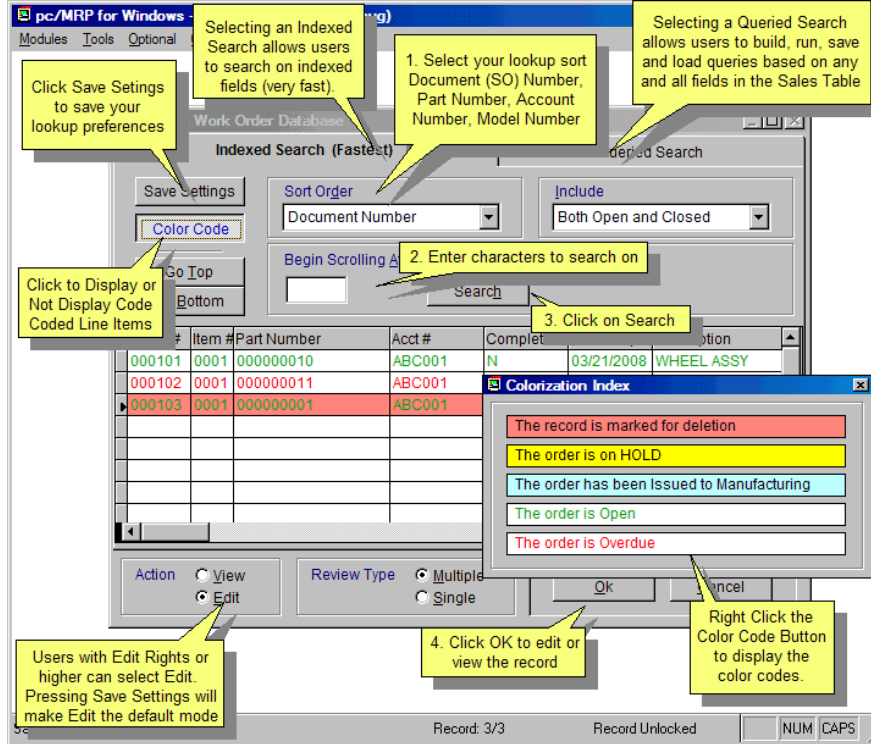 pc/MRP for Windows
ug)
Modules Tools Optional
Selecting an Indexed
Search allows users
to search on indexed
fields (very fast).
Selecting a Queried Search
allows users to build, run, save
and load queries based on any
and all fields in the Sales Table
1. Select your lookup sort
Document (SO) Number,
Part Number, Account
Number, Model Number
Click Save Setings
to save your
lookup preferences
Work Order Database
Indexed Search (Fastest)
Search
Save Settings
Sort Order
Include
Document Number
Both Open and Closed
Color Code
Begin Scrolling
2. Enter characters to search on
Go Top
Bottom
Search
Click to Display or
Not Display Code
Coded Line Items
3. Click on Search
# Item # Part Number Acct # Complet
000101 0001 000000010 ABC001 N 03/21/2008 WHEEL ASSY
000102 0001 000000011 ABC001
000103 0001 000000001 ABC001
Colorization Index
The record is marked for deletion
The order is on HOLD
The order has been Issued to Manufacturing
The order is Open
The order is Overdue
Action View Review Type Multiple
Edit Single
Ok
Users with Edit Rights or
higher can select Edit.
Pressing Save Settings will
make Edit the default mode
4. Click OK to edit or
view the record
Right Click the
Color Code Button
to display the
color codes.
Record: 3/3 Record Unlocked NUM CAPS